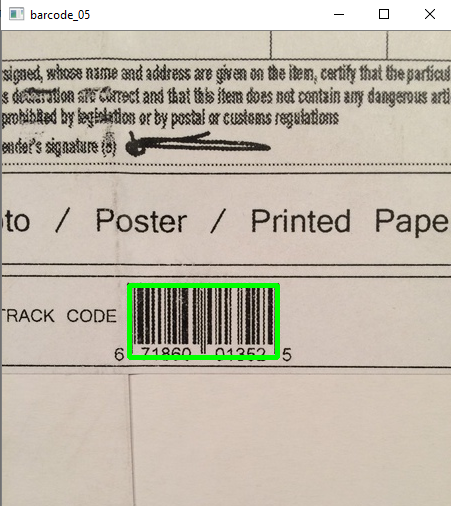 barcode_05
signed, whose name and address are given on the item, certify that the particul
s declaration are correct and that this item does not contain any dangerous arti
prohibited by legislation or by postal or customs regulations
ender's signature (8)
to / Poster / Printed Pape
TRACK CODE
6 71860 01352 5